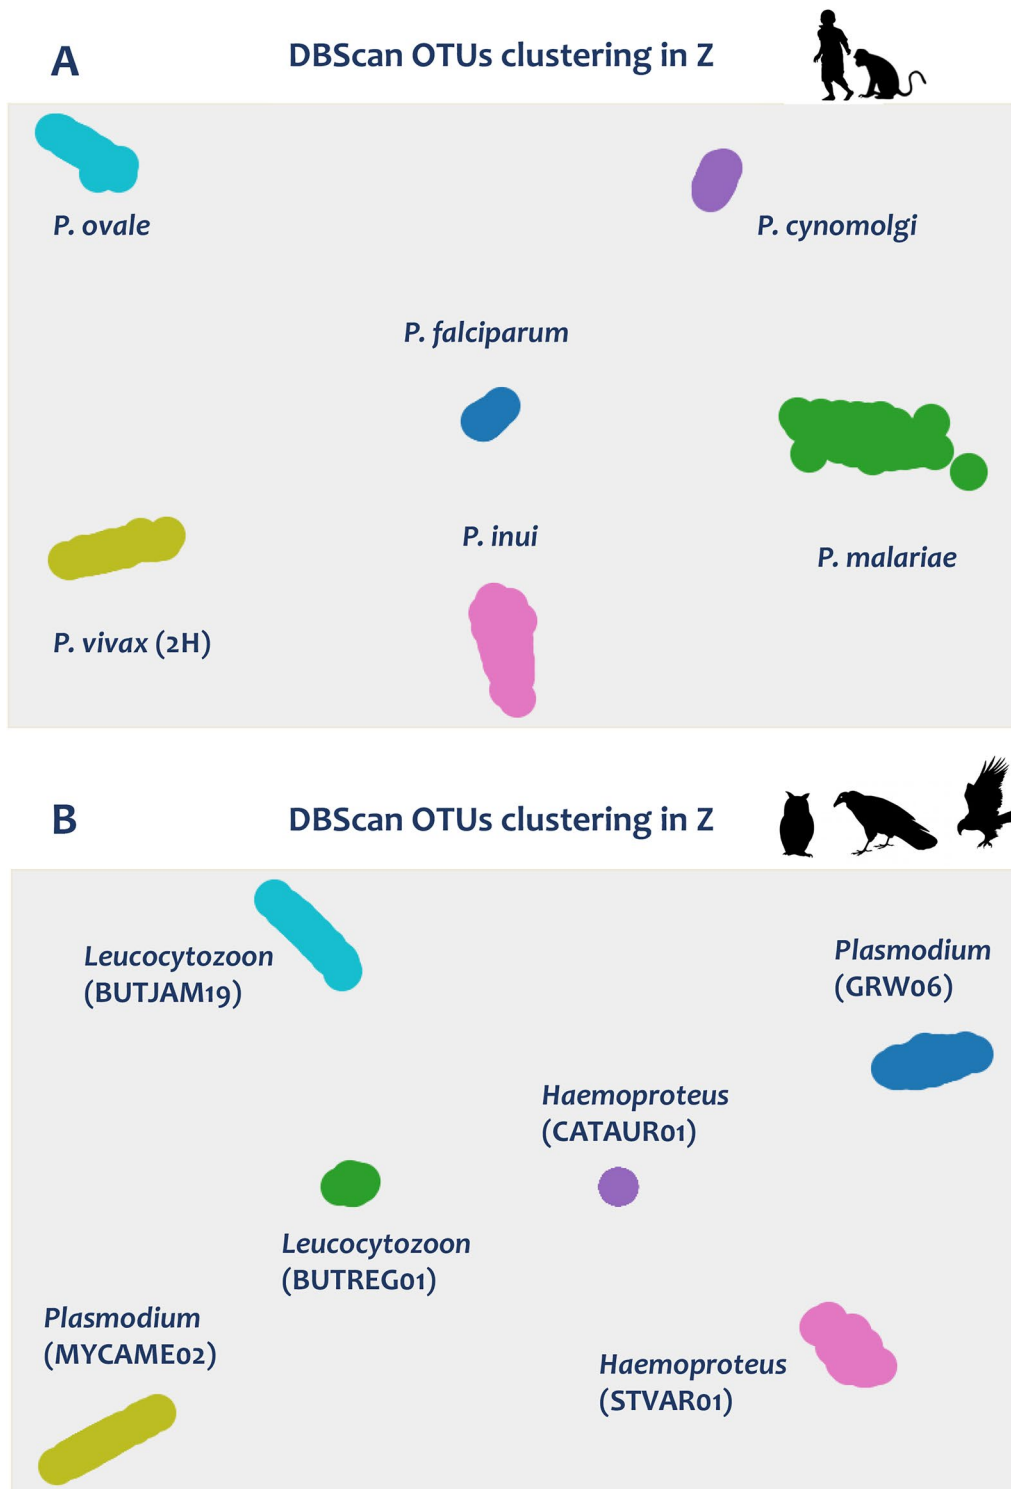 A
DBScan OTUs clustering in Z
P. ovale
P. cynomolgi
P. falciparum
P. inui
P. malariae
P. vivax (2H)
B
DBScan OTUs clustering in Z
Leucocytozoon
(BUTJAM19)
Plasmodium
(GRW06)
Haemoproteus
(CATAUR01)
Leucocytozoon
(BUTREG01)
Plasmodium
(MYCAME02)
Haemoproteus
(STVAR01)